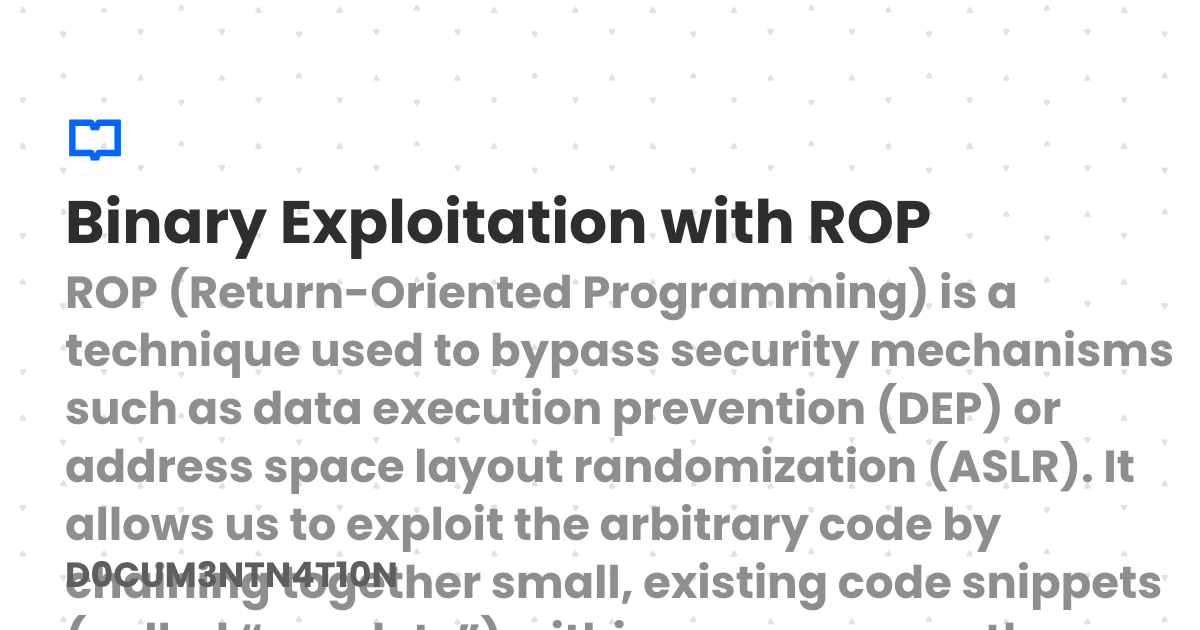 Binary Exploitation with ROP
ROP (Return-Oriented Programming) is a
technique used to bypass security mechanisms
such as data execution prevention (DEP) or
address space layout randomization (ASLR). It
allows us to exploit the arbitrary code by
D0CUM3NTN4T10N
chaining together small, existing code snippets